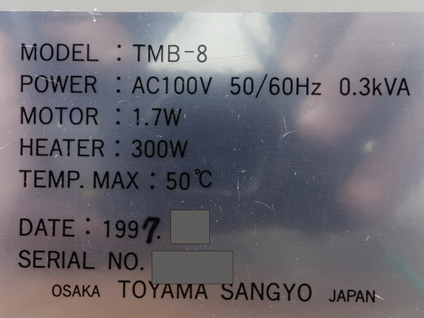 MODEL : TMB-8
POWER : AC100V 50/60Hz 0.3kVA
MOTOR : 1.7W
HEATER : 300W
TEMP. MAX : 50℃
DATE : 1997.
SERIAL NO.
OSAKA TOYAMA SANGYO JAPAN